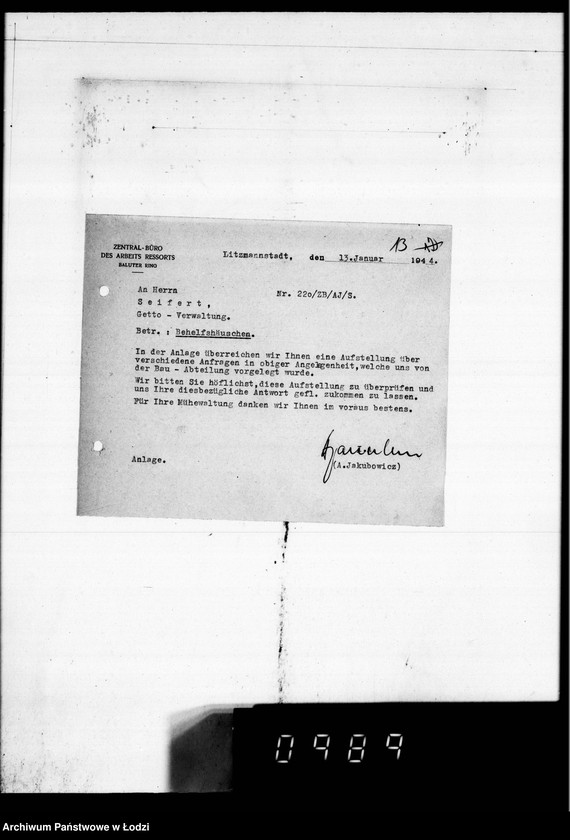 ZENTRAL-BÜRO
DES ARBEITS RESSORTS
BALUTER RING
Litzmannstadt, den 13.Januar 1944.
13
An Herrn
Seifert,
Getto - Verwaltung.
Nr. 220/ZB/AJ/S.
Betr. : Behelfshäuschen.
In der Anlage überreichen wir Ihnen eine Aufstellung über
verschiedene Anfragen in obiger Angelegenheit,welche uns von
der Bau - Abteilung vorgelegt wurde.
Wir bitten Sie höflichst,diese Aufstellung zu überprüfen und
uns Ihre diesbezügliche Antwort gefl. zukommen zu lassen.
Für Ihre Mühewaltung danken wir Ihnen im voraus bestens.
(A.Jakubowicz)
Anlage.
0989
Archiwum Państwowe w Łodzi